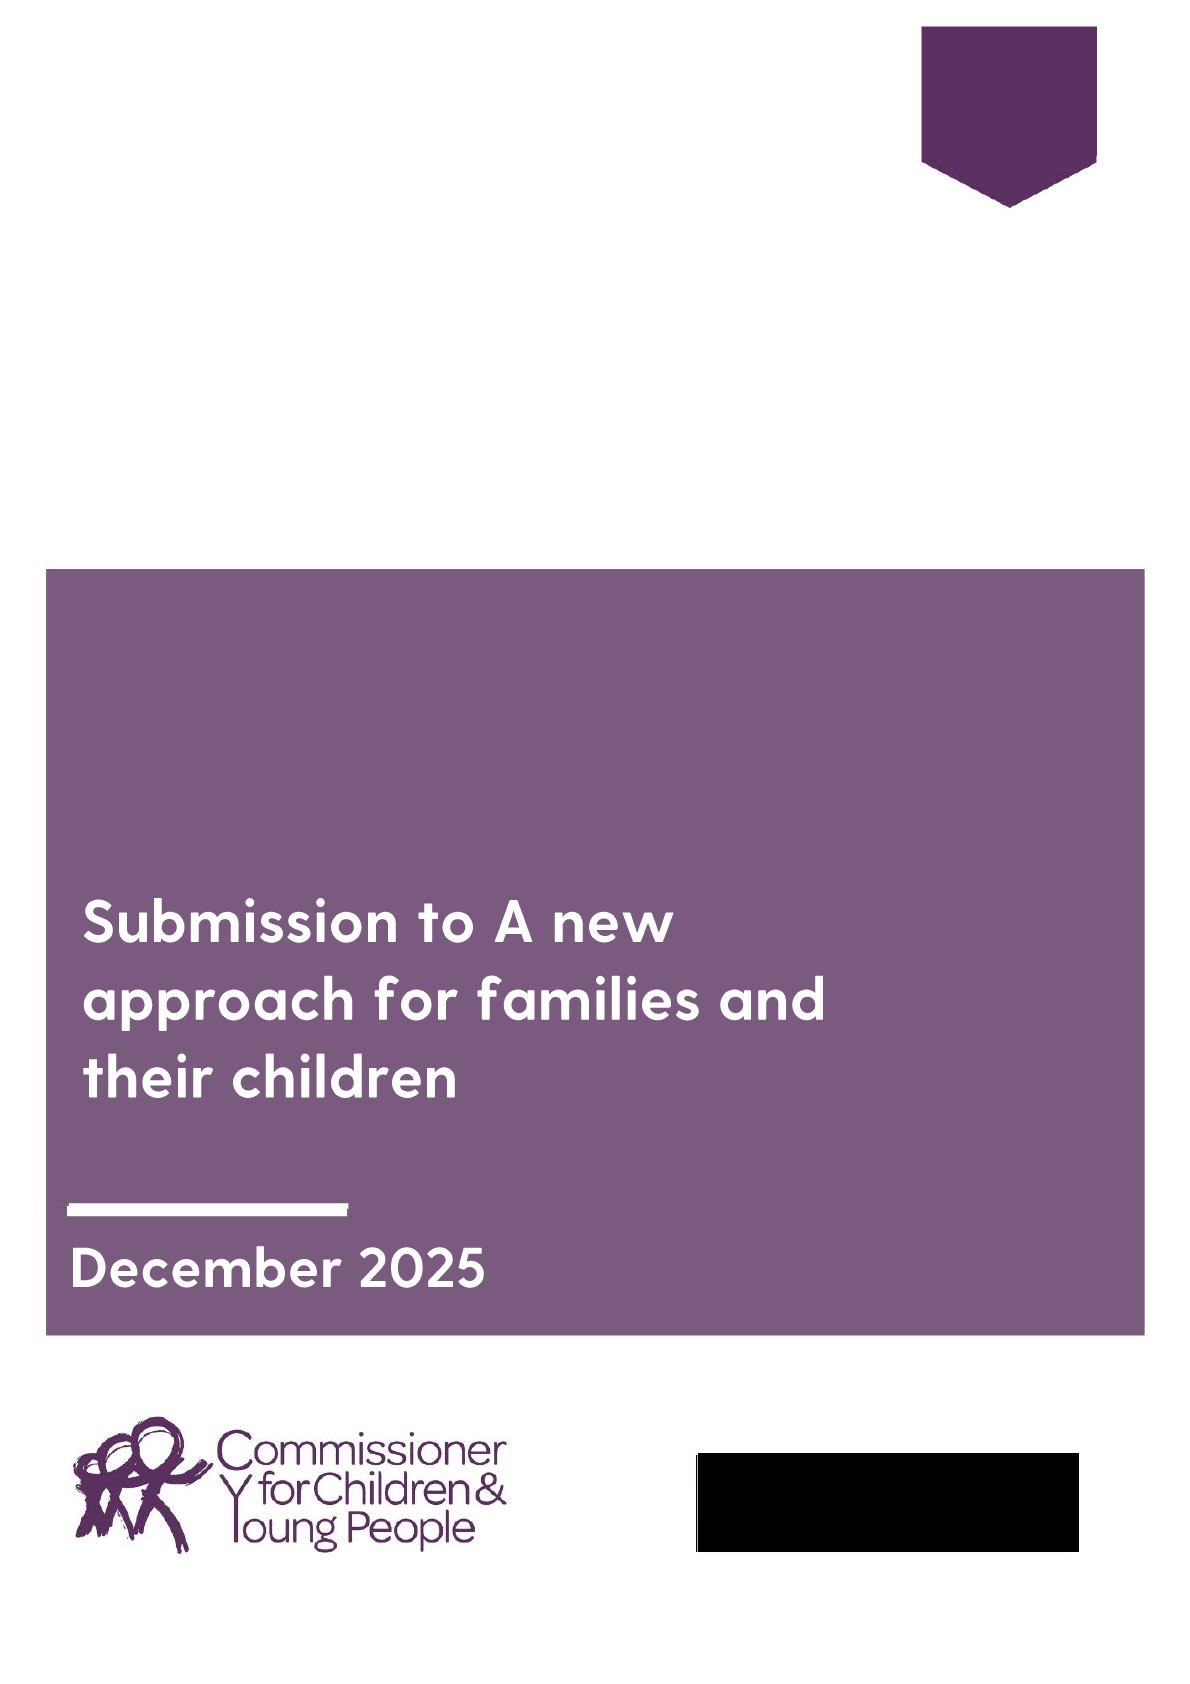 Submission to A new
approach for families and
their children
December 2025
Commissioner
for Children &
Young People